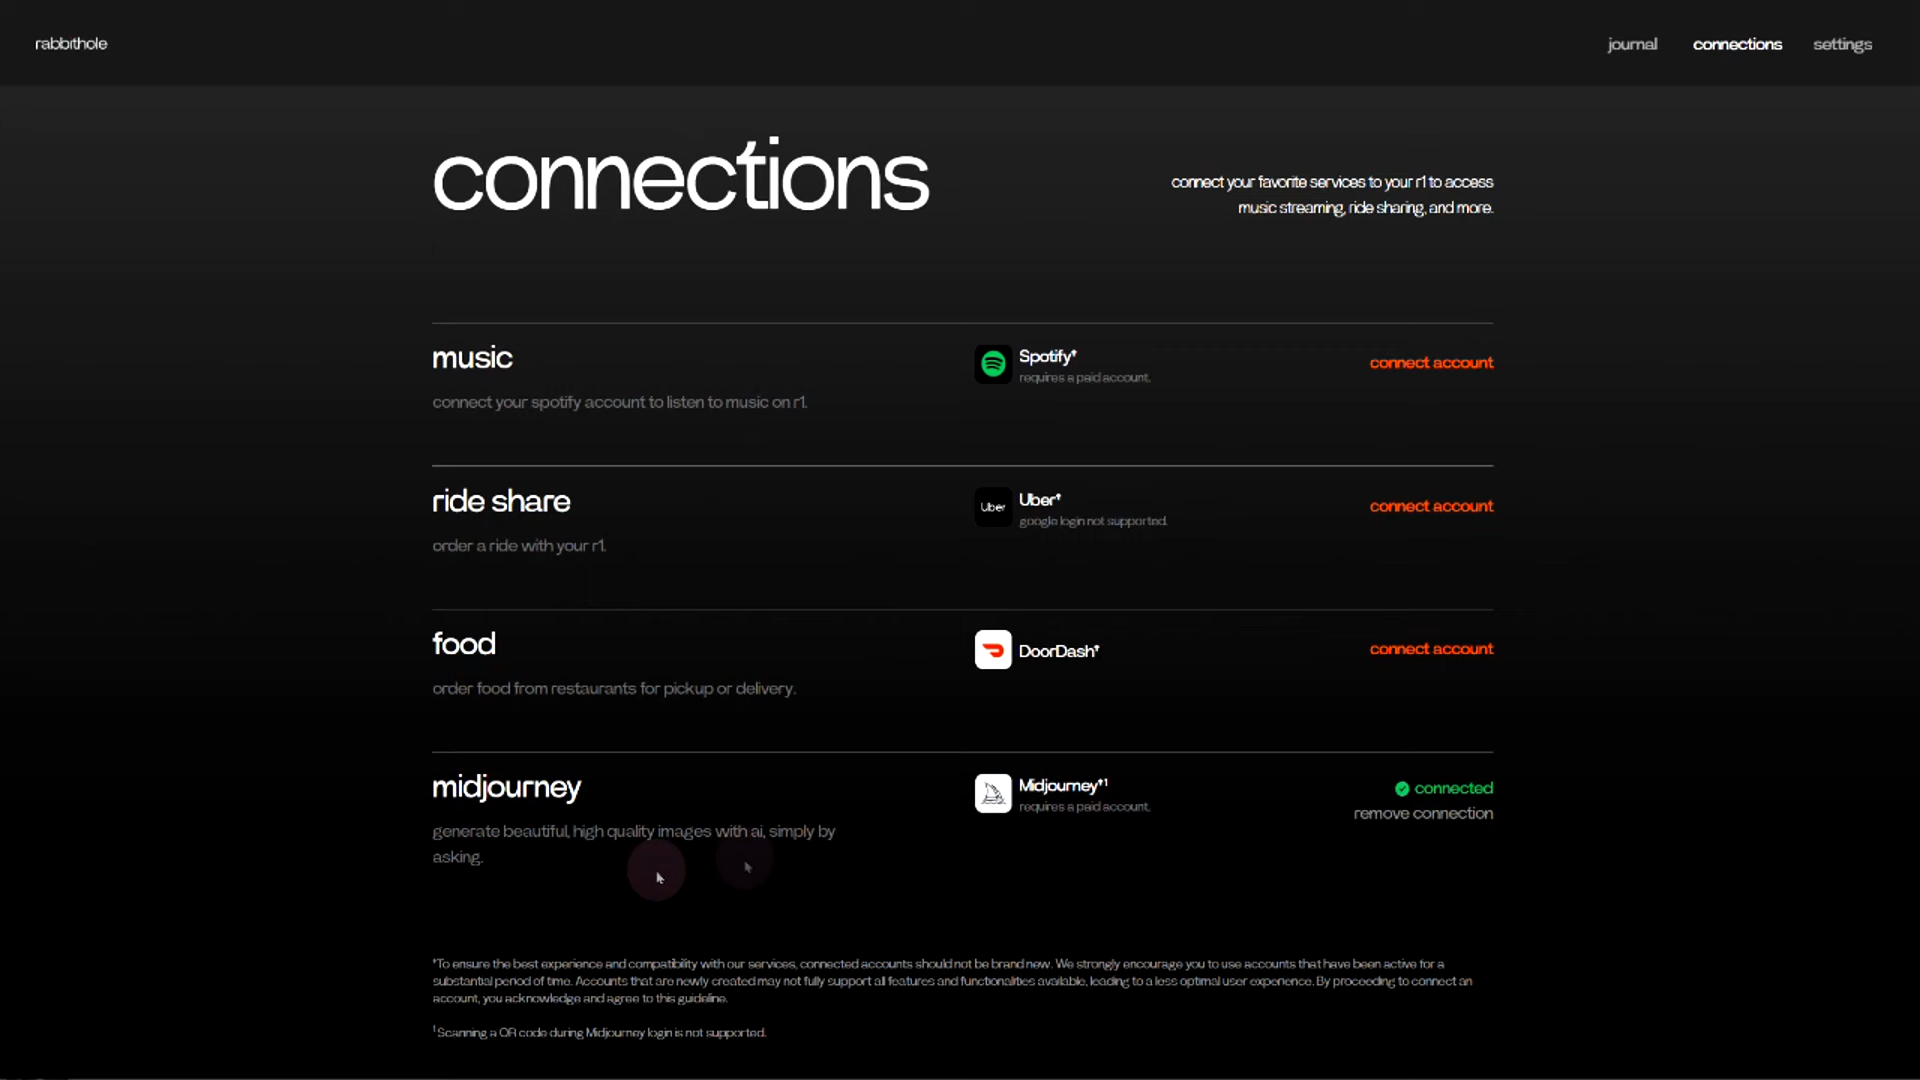 rabbithole
journal
connections
settings
connections
connect your favorite services to your r1 to access
music streaming, ride sharing, and more.
music
connect your spotify account to listen to music on r1.
Spotify†
requires a paid account.
connect account
ride share
order a ride with your r1.
Uber
Uber†
google login not supported.
connect account
food
order food from restaurants for pickup or delivery.
DoorDash†
connect account
midjourney
generate beautiful, high quality images with ai, simply by
asking.
Midjourney†1
requires a paid account.
connected
remove connection
†To ensure the best experience and compatibility with our services, connected accounts should not be brand new. We strongly encourage you to use accounts that have been active for a
substantial period of time. Accounts that are newly created may not fully support all features and functionalities available, leading to a less optimal user experience. By proceeding to connect an
account, you acknowledge and agree to this guideline.
1Scanning a QR code during Midjourney login is not supported.